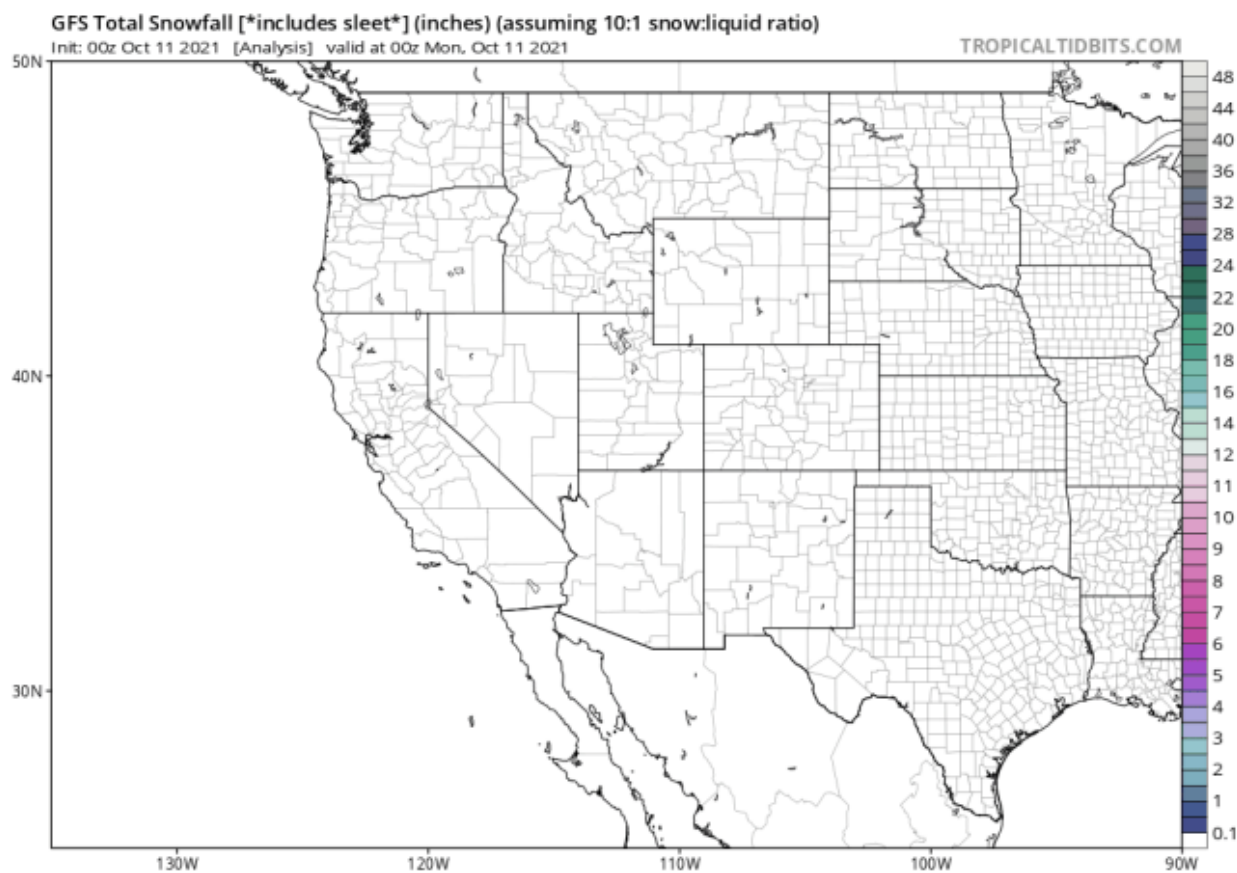 GFS Total Snowfall [*includes sleet*] (inches) (assuming 10:1 snow:liquid ratio)
Init: 00z Oct 11 2021 [Analysis] valid at 00z Mon, Oct 11 2021
TROPICALTIDBITS.COM
50N
40N
30N
130W
120W
110W
100W
90W
48
44
40
36
32
28
24
22
20
18
16
14
12
11
10
9
8
7
6
5
4
3
2
1
0.1